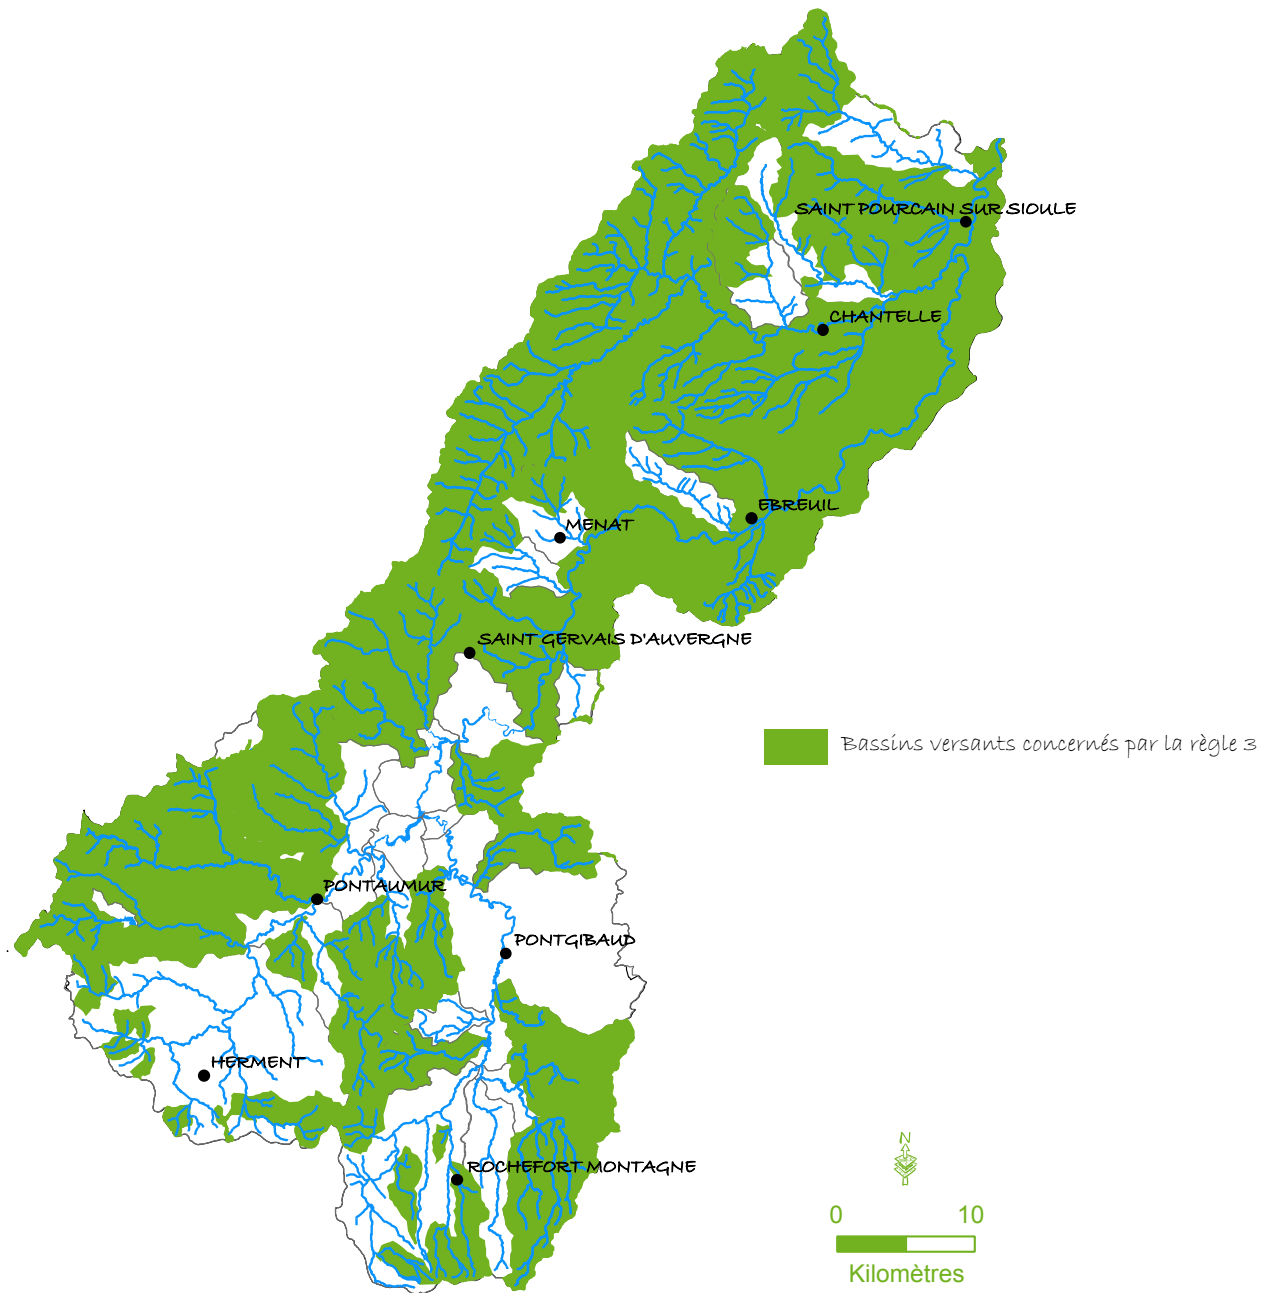 SAINT POURCAIN SUR SIOULE
CHANTELLE
EBREUIL
MENAT
SAINT GERVAIS D'AUVERGNE
Bassins versants concernés par la règle 3
PONTAUMUR
PONTGIBAUD
HERMENT
ROCHEFORT MONTAGNE
N
0 10
Kilomètres